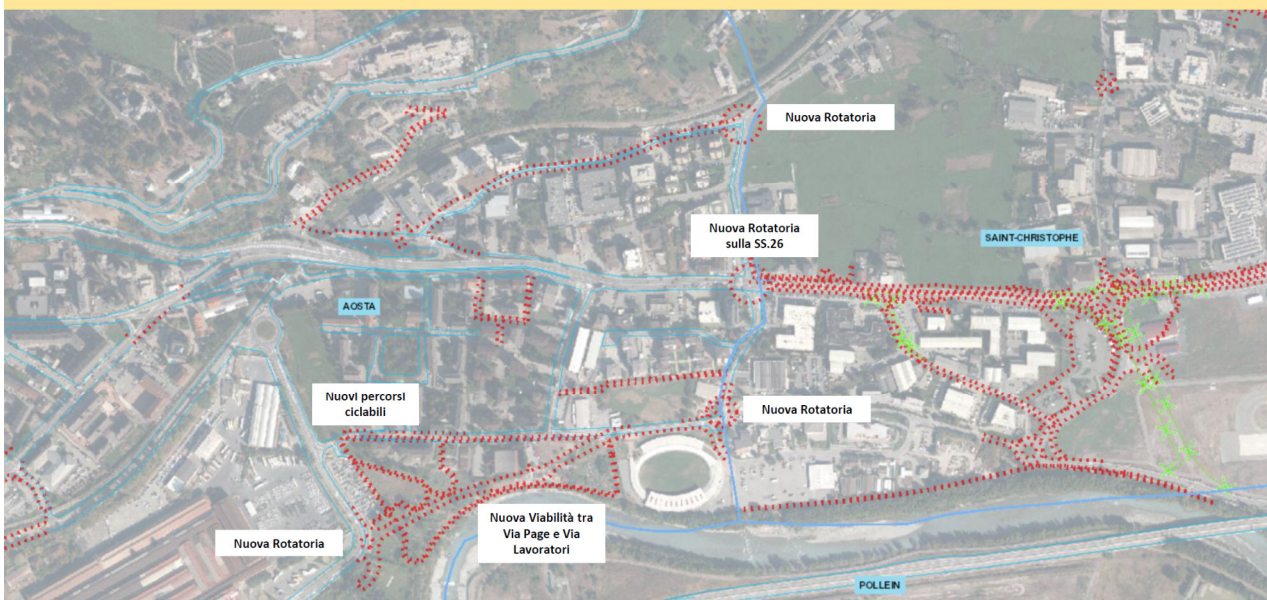 Nuova Rotatoria
Nuova Rotatoria
sulla SS.26
SAINT-CHRISTOPHE
AOSTA
Nuovi percorsi
ciclabili
Nuova Rotatoria
Nuova Viabilità tra
Via Page e Via
Lavoratori
Nuova Rotatoria
POLLEIN